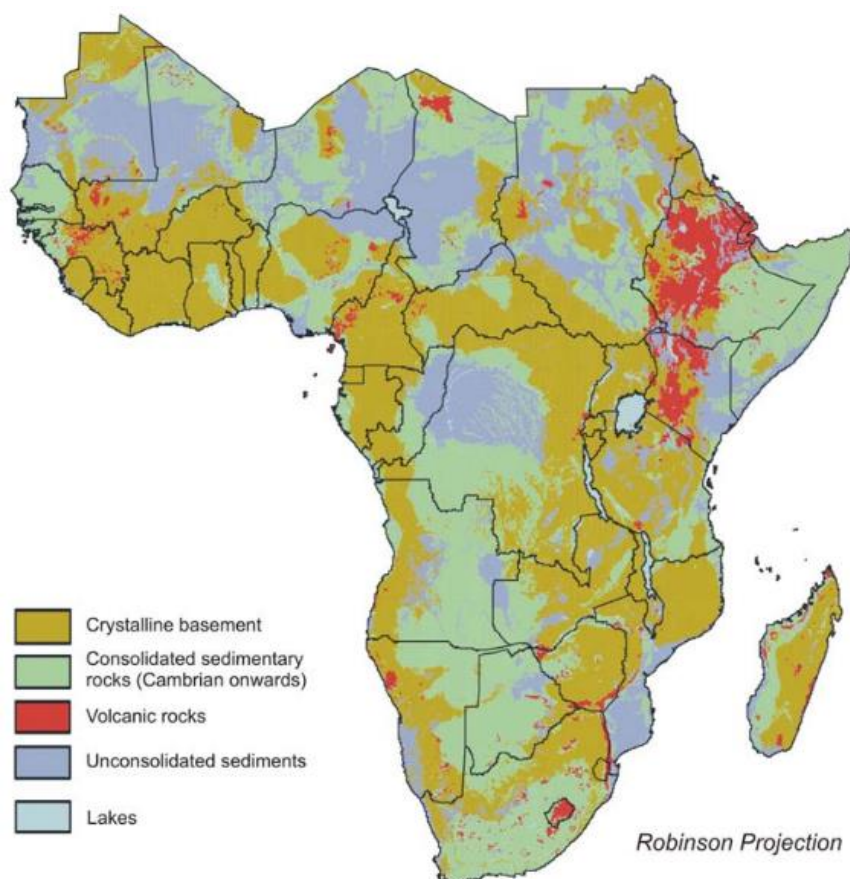 Crystalline basement
Consolidated sedimentary
rocks (Cambrian onwards)
Volcanic rocks
Unconsolidated sediments
Lakes
Robinson Projection